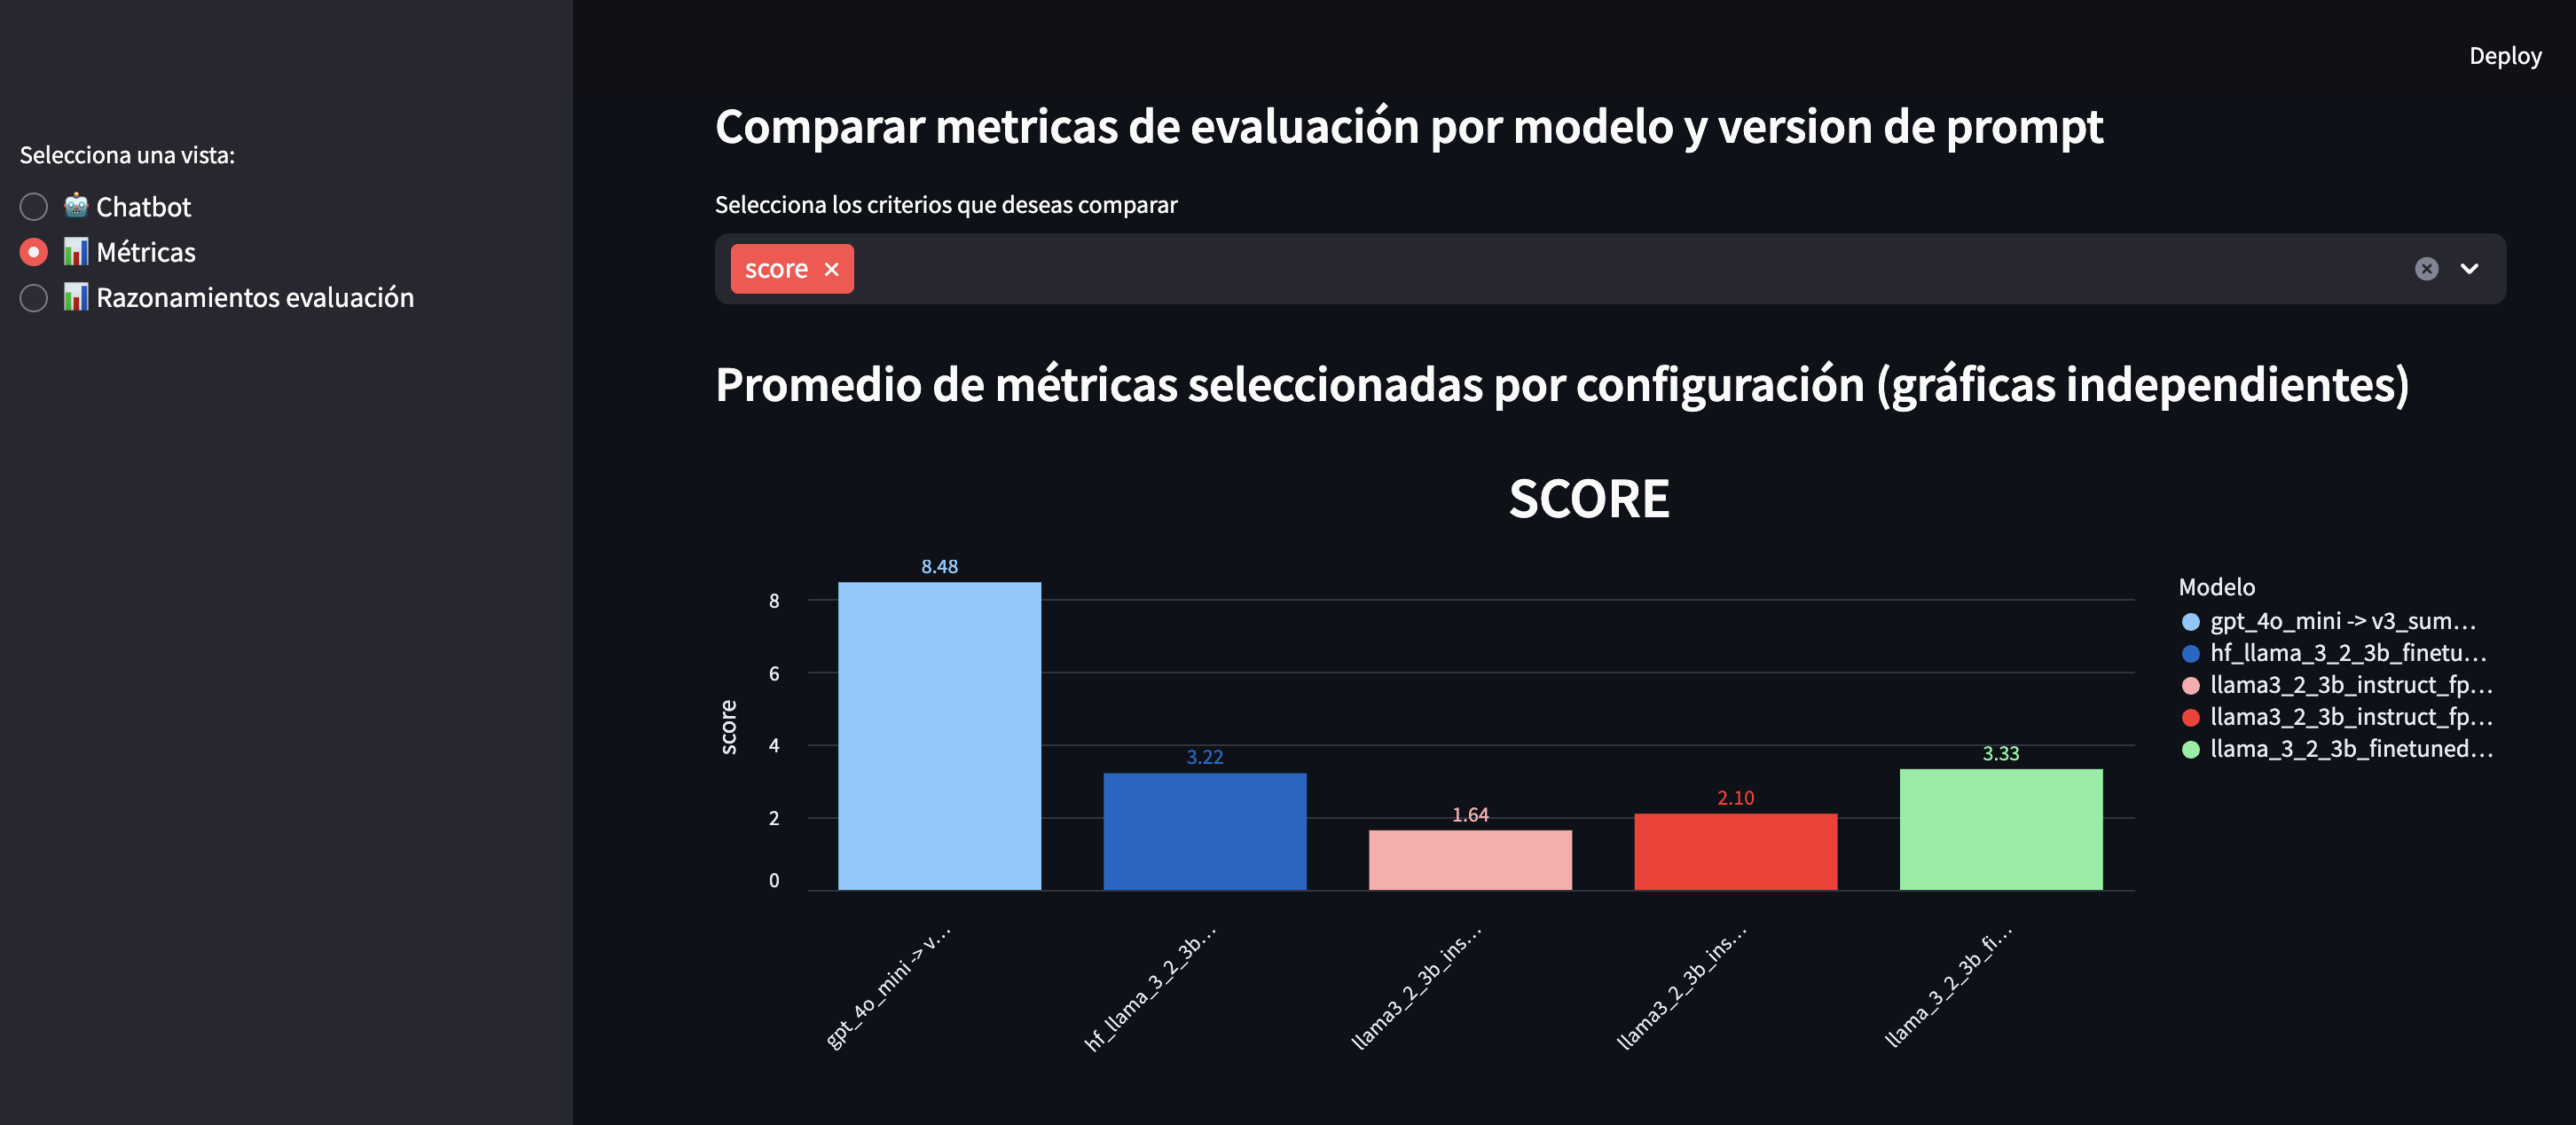 Deploy
Selecciona una vista:
🤖 Chatbot
📊 Métricas
📊 Razonamientos evaluación
Comparar metricas de evaluación por modelo y version de prompt
Selecciona los criterios que deseas comparar
score
Promedio de métricas seleccionadas por configuración (gráficas independientes)
SCORE
score
8
6
4
2
0
8.48
3.22
1.64
2.10
3.33
gpt_4o_mini -> v…
hf_llama_3_2_3b…
llama3_2_3b_ins…
llama3_2_3b_ins…
llama_3_2_3b_fi…
Modelo
gpt_4o_mini -> v3_sum…
hf_llama_3_2_3b_finetu…
llama3_2_3b_instruct_fp…
llama3_2_3b_instruct_fp…
llama_3_2_3b_finetuned…